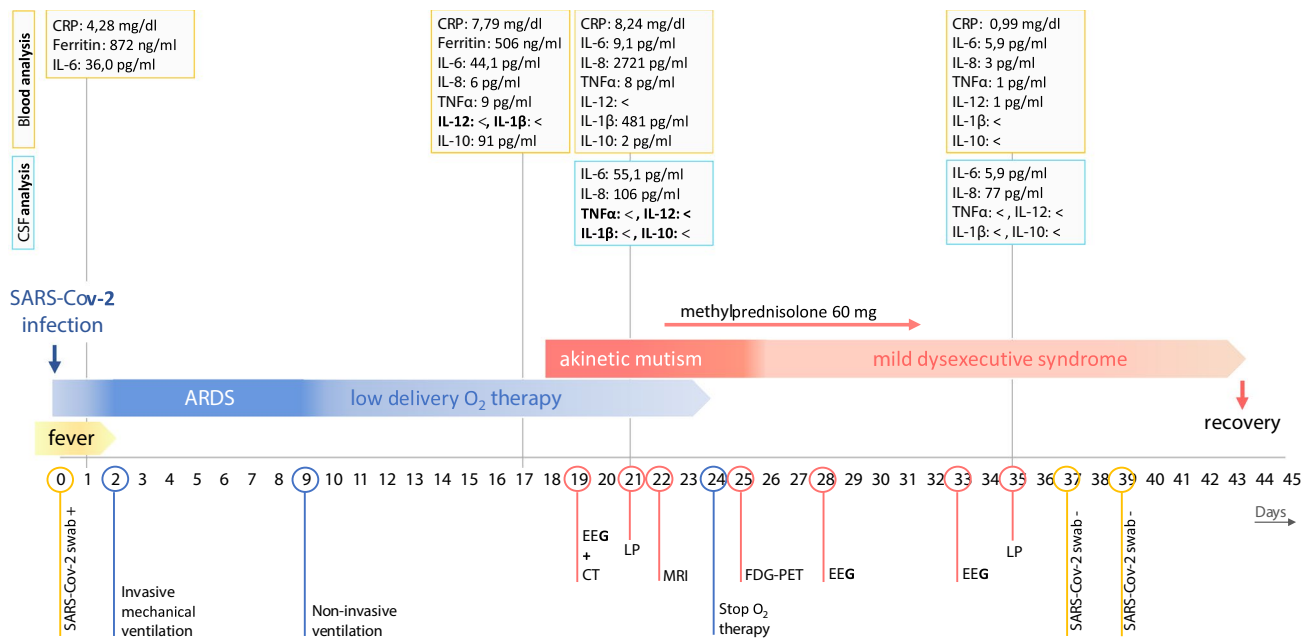 Blood analysis
CRP: 4,28 mg/dl
Ferritin: 872 ng/ml
IL-6: 36,0 pg/ml
CRP: 7,79 mg/dl
Ferritin: 506 ng/ml
IL-6: 44,1 pg/ml
IL-8: 6 pg/ml
TNFα: 9 pg/ml
IL-12: <, IL-1β: <
IL-10: 91 pg/ml
CRP: 8,24 mg/dl
IL-6: 9,1 pg/ml
IL-8: 2721 pg/ml
TNFα: 8 pg/ml
IL-12: <
IL-1β: 481 pg/ml
IL-10: 2 pg/ml
CRP: 0,99 mg/dl
IL-6: 5,9 pg/ml
IL-8: 3 pg/ml
TNFα: 1 pg/ml
IL-12: 1 pg/ml
IL-1β: <
IL-10: <
CSF analysis
IL-6: 55,1 pg/ml
IL-8: 106 pg/ml
TNFα: < , IL-12: <
IL-1β: < , IL-10: <
IL-6: 5,9 pg/ml
IL-8: 77 pg/ml
TNFα: < , IL-12: <
IL-1β: < , IL-10: <
SARS-Cov-2
infection
methylprednisolone 60 mg
akinetic mutism
mild dysexecutive syndrome
ARDS
low delivery O₂ therapy
recovery
fever
0 1 2 3 4 5 6 7 8 9 10 11 12 13 14 15 16 17 18 19 20 21 22 23 24 25 26 27 28 29 30 31 32 33 34 35 36 37 38 39 40 41 42 43 44 45
Days
SARS-Cov-2 swab +
Invasive
mechanical
ventilation
Non-invasive
ventilation
EEG
+
CT
LP
MRI
Stop O₂
therapy
FDG-PET
EEG
EEG
LP
SARS-Cov-2 swab -
SARS-Cov-2 swab -